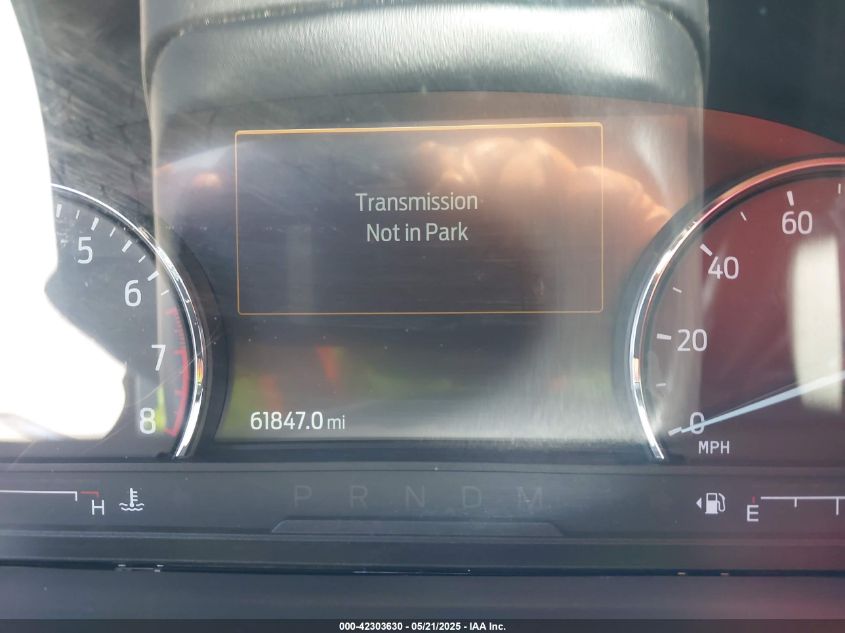 Transmission
Not in Park
5
6
7
8
60
40
20
0
MPH
61847.0 mi
H
P R N D M
E
000-42303630 - 05/21/2025 - IAA Inc.